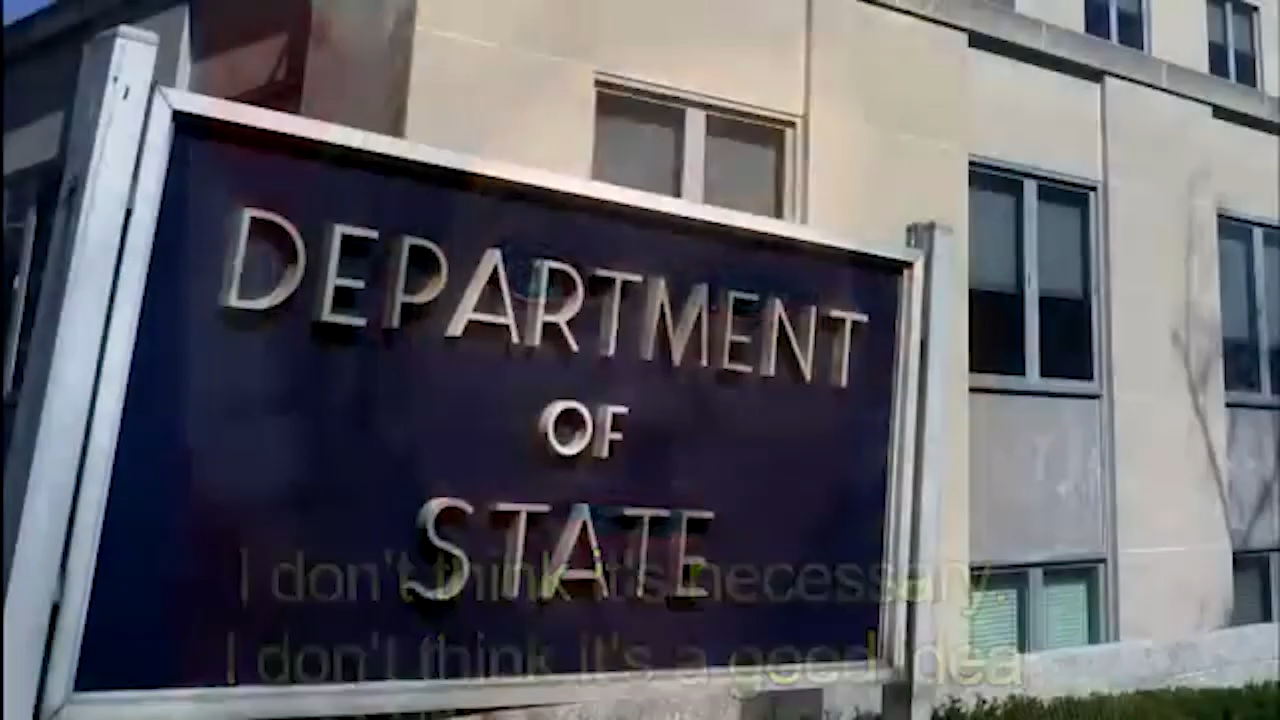 DEPARTMENT
OF
STATE
I don't think it's necessary.
I don't think it's a good idea